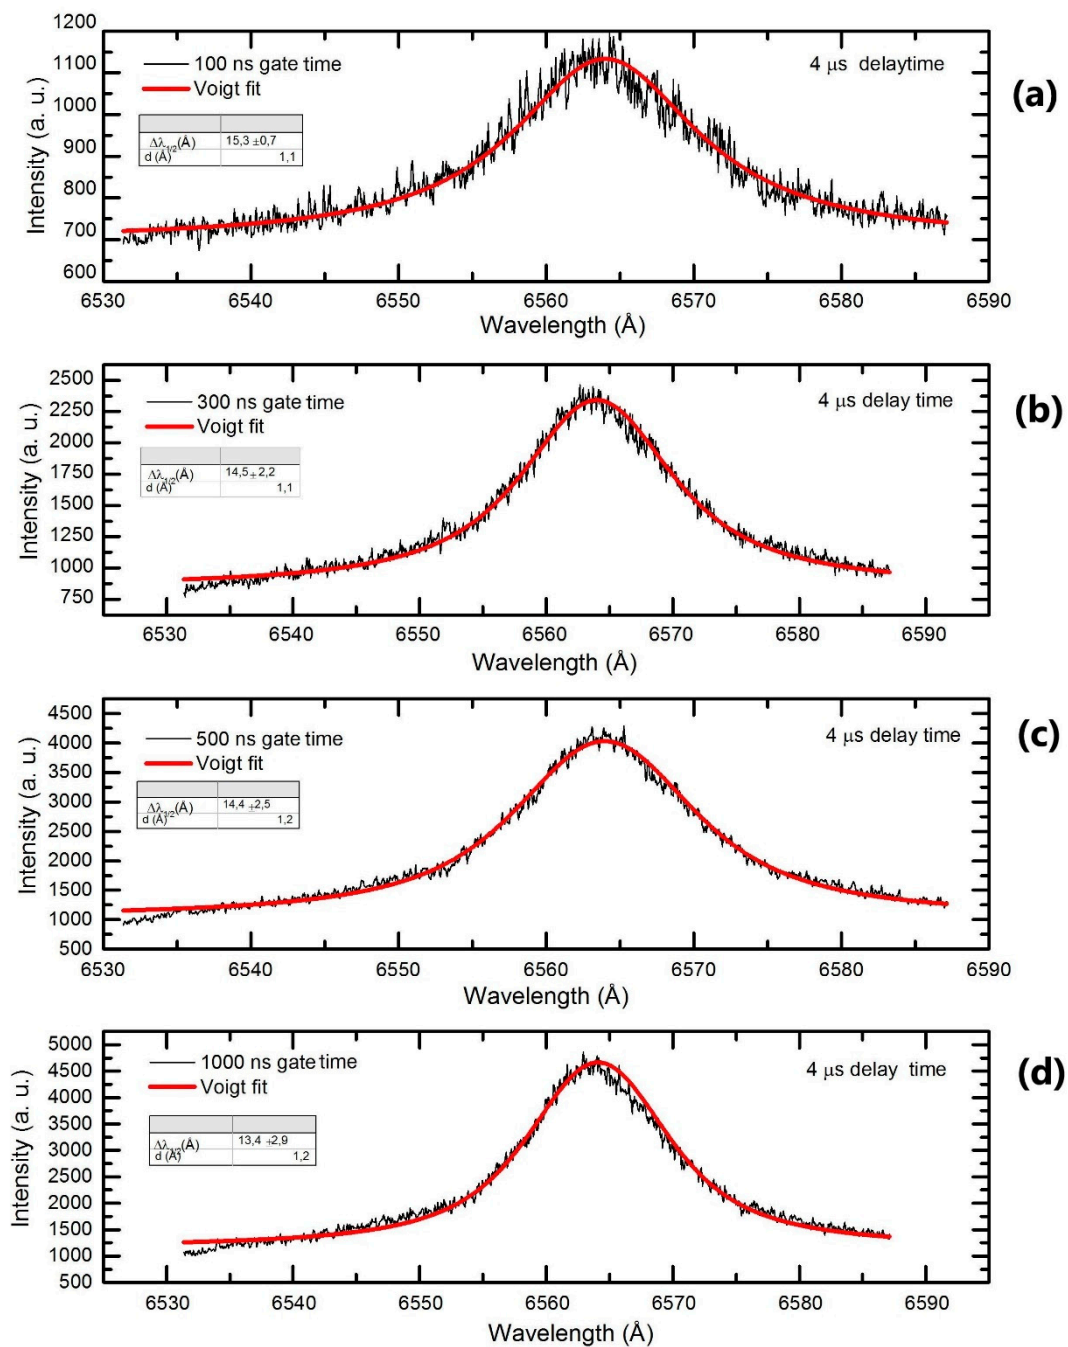 1200
1100
1000
900
800
700
600
Intensity (a. u.)
100 ns gate time
Voigt fit
4 μs delaytime
(a)
Δλ1/2(Å) 15,3 ±0,7
d (Å) 1,1
6530 6540 6550 6560 6570 6580 6590
Wavelength (Å)
2500
2250
2000
1750
1500
1250
1000
750
Intensity (a. u.)
300 ns gate time
Voigt fit
4 μs delay time
(b)
Δλ1/2(Å) 14,5±2,2
d (Å) 1,1
6530 6540 6550 6560 6570 6580 6590
Wavelength (Å)
4500
4000
3500
3000
2500
2000
1500
1000
500
Intensity (a. u.)
500 ns gate time
Voigt fit
4 μs delay time
(c)
Δλ1/2(Å) 14,4 ±2,5
d (Å) 1,2
6530 6540 6550 6560 6570 6580 6590
Wavelength (Å)
5000
4500
4000
3500
3000
2500
2000
1500
1000
500
Intensity (a. u.)
1000 ns gate time
Voigt fit
4 μs delay time
(d)
Δλ1/2(Å) 13,4 ±2,9
d (Å) 1,2
6530 6540 6550 6560 6570 6580 6590
Wavelength (Å)